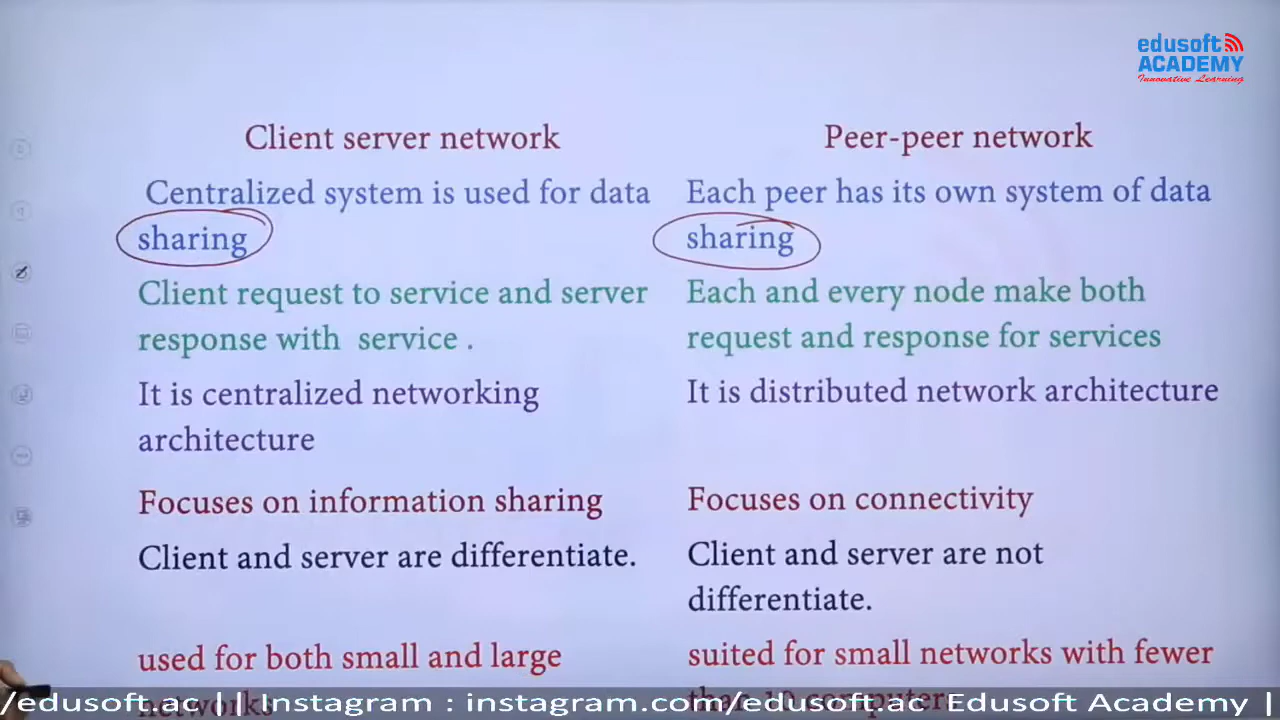 edusoft
ACADEMY
Innovative Learning
Client server network
Peer-peer network
Centralized system is used for data
sharing
Each peer has its own system of data
sharing
Client request to service and server
response with service .
Each and every node make both
request and response for services
It is centralized networking
architecture
It is distributed network architecture
Focuses on information sharing
Focuses on connectivity
Client and server are differentiate.
Client and server are not
differentiate.
used for both small and large
networks
suited for small networks with fewer
than 10 computers
/edusoft.ac || Instagram : instagram.com/edusoft.ac Edusoft Academy |